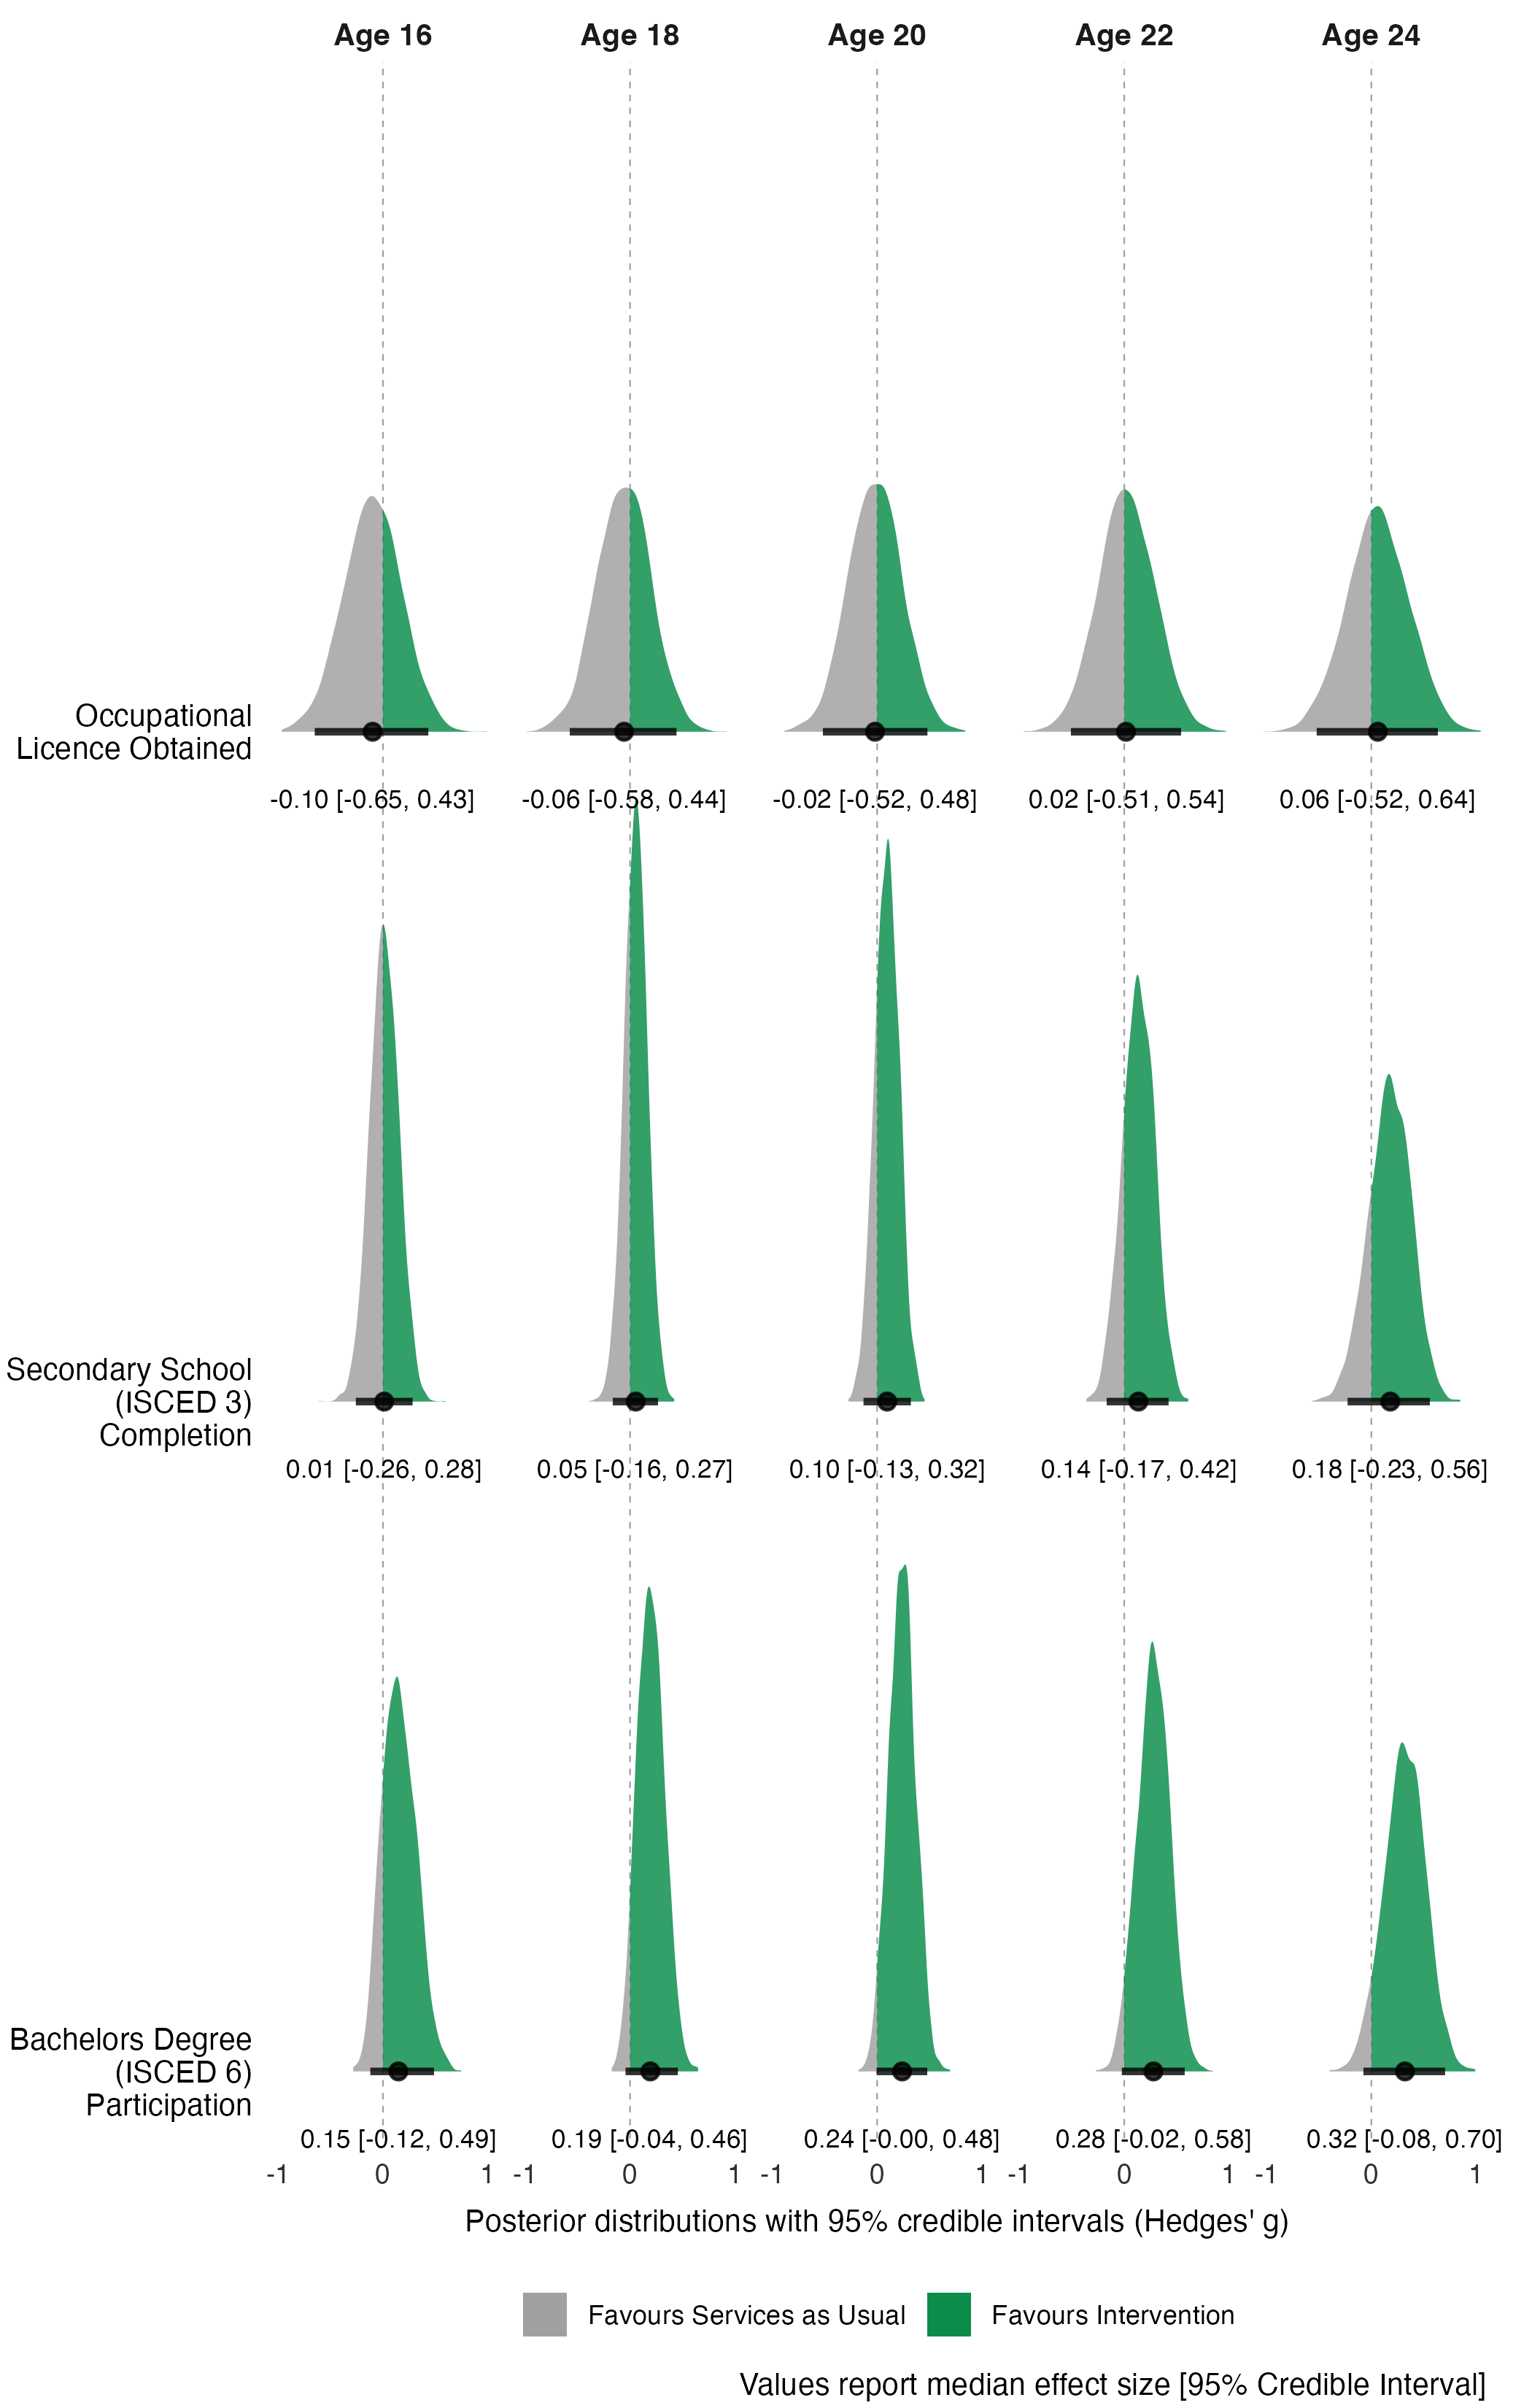 Age 16 Age 18 Age 20 Age 22 Age 24
Occupational
Licence Obtained
-0.10 [-0.65, 0.43] -0.06 [-0.58, 0.44] -0.02 [-0.52, 0.48] 0.02 [-0.51, 0.54] 0.06 [-0.52, 0.64]
Secondary School
(ISCED 3)
Completion
0.01 [-0.26, 0.28] 0.05 [-0.16, 0.27] 0.10 [-0.13, 0.32] 0.14 [-0.17, 0.42] 0.18 [-0.23, 0.56]
Bachelors Degree
(ISCED 6)
Participation
0.15 [-0.12, 0.49] 0.19 [-0.04, 0.46] 0.24 [-0.00, 0.48] 0.28 [-0.02, 0.58] 0.32 [-0.08, 0.70]
-1 0 1 -1 0 1 -1 0 1 -1 0 1 -1 0 1
Posterior distributions with 95% credible intervals (Hedges' g)
Favours Services as Usual Favours Intervention
Values report median effect size [95% Credible Interval]